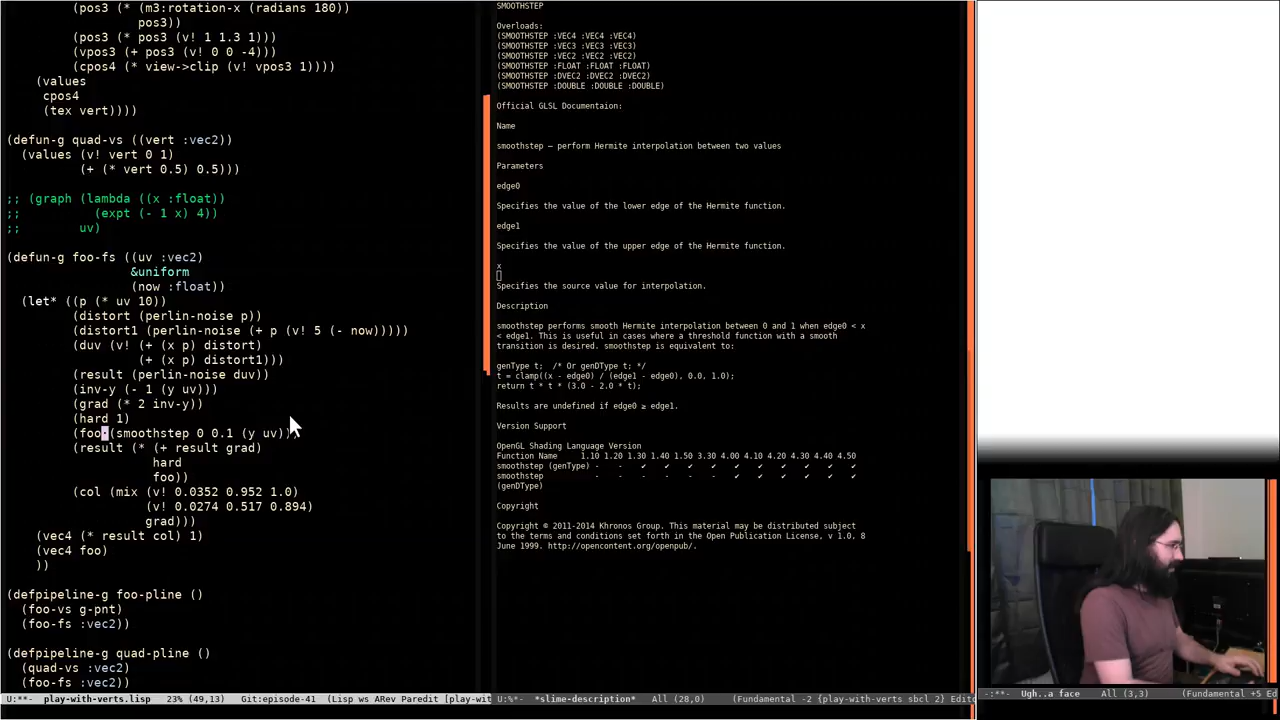 (pos3 (* (m3:rotation-x (radians 180))
pos3))
(pos3 (* pos3 (v! 1 1.3 1)))
(vpos3 (+ pos3 (v! 0 0 -4)))
(cpos4 (* view->clip (v! vpos3 1))))
(values
cpos4
(tex vert))))
(defun-g quad-vs ((vert :vec2))
(values (v! vert 0 1)
(+ (* vert 0.5) 0.5)))
;; (graph (lambda ((x :float))
;; (expt (- 1 x) 4))
;; uv)
(defun-g foo-fs ((uv :vec2)
&uniform
(now :float))
(let* ((p (* uv 10))
(distort (perlin-noise p))
(distort1 (perlin-noise (+ p (v! 5 (- now)))))
(duv (v! (+ (x p) distort)
(+ (x p) distort1)))
(result (perlin-noise duv))
(inv-y (- 1 (y uv)))
(grad (* 2 inv-y))
(hard 1)
(foo (smoothstep 0 0.1 (y uv)))
(result (* (+ result grad)
hard
foo))
(col (mix (v! 0.0352 0.952 1.0)
(v! 0.0274 0.517 0.894)
grad)))
(vec4 (* result col) 1)
(vec4 foo)
))
(defpipeline-g foo-pline ()
(foo-vs g-pnt)
(foo-fs :vec2))
(defpipeline-g quad-pline ()
(quad-vs :vec2)
(foo-fs :vec2))
U:**- play-with-verts.lisp 23% (49,13) Git:episode-41 (Lisp ws ARev Paredit [play-wit
SMOOTHSTEP
Overloads:
(SMOOTHSTEP :VEC4 :VEC4 :VEC4)
(SMOOTHSTEP :VEC3 :VEC3 :VEC3)
(SMOOTHSTEP :VEC2 :VEC2 :VEC2)
(SMOOTHSTEP :FLOAT :FLOAT :FLOAT)
(SMOOTHSTEP :DVEC2 :DVEC2 :DVEC2)
(SMOOTHSTEP :DOUBLE :DOUBLE :DOUBLE)
Official GLSL Documentaion:
Name
smoothstep — perform Hermite interpolation between two values
Parameters
edge0
Specifies the value of the lower edge of the Hermite function.
edge1
Specifies the value of the upper edge of the Hermite function.
x
Specifies the source value for interpolation.
Description
smoothstep performs smooth Hermite interpolation between 0 and 1 when edge0 < x
< edge1. This is useful in cases where a threshold function with a smooth
transition is desired. smoothstep is equivalent to:
genType t; /* Or genDType t; */
t = clamp((x - edge0) / (edge1 - edge0), 0.0, 1.0);
return t * t * (3.0 - 2.0 * t);
Results are undefined if edge0 ≥ edge1.
Version Support
OpenGL Shading Language Version
Function Name 1.10 1.20 1.30 1.40 1.50 3.30 4.00 4.10 4.20 4.30 4.40 4.50
smoothstep (genType) - - ✔ ✔ ✔ ✔ ✔ ✔ ✔ ✔ ✔ ✔
smoothstep - - - - - - ✔ ✔ ✔ ✔ ✔ ✔
(genDType)
Copyright
Copyright © 2011-2014 Khronos Group. This material may be distributed subject
to the terms and conditions set forth in the Open Publication License, v 1.0, 8
June 1999. http://opencontent.org/openpub/.
U:%*- *slime-description* All (28,0) (Fundamental -2 {play-with-verts sbcl 2} Edito
-:**- Ugh..a face All (3,3) (Fundamental +5 Ed